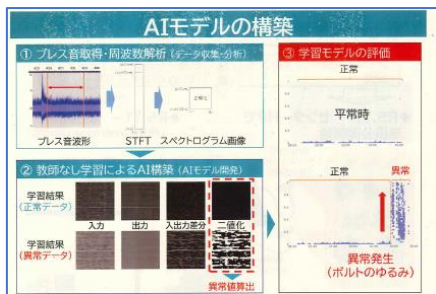 AIモデルの構築
① プレス音取得・周波数解析 (データ収集・分析)
プレス音波形
STFT
スペクトログラム画像
② 教師なし学習によるAI構築 (AIモデル開発)
学習結果
(正常データ)
入力
出力
入出力差分
二値化
学習結果
(異常データ)
異常値算出
③ 学習モデルの評価
正常
平常時
正常
異常
異常発生
(ボルトのゆるみ)